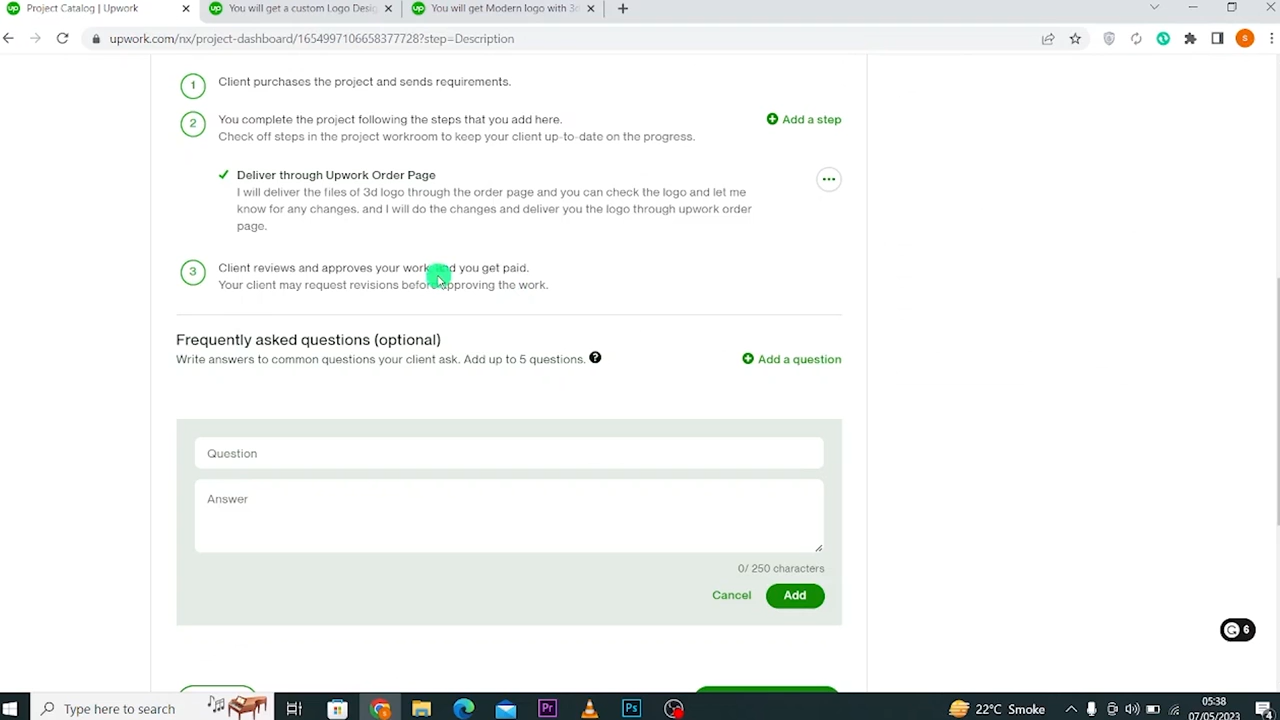 up Project Catalog | Upwork
up You will get a custom Logo Desig
up You will get Modern logo with 3d
upwork.com/nx/project-dashboard/1654997106658377728?step=Description
S
1 Client purchases the project and sends requirements.
2 You complete the project following the steps that you add here.
Add a step
Check off steps in the project workroom to keep your client up-to-date on the progress.
Deliver through Upwork Order Page
I will deliver the files of 3d logo through the order page and you can check the logo and let me
know for any changes. and I will do the changes and deliver you the logo through upwork order
page.
3 Client reviews and approves your work, and you get paid.
Your client may request revisions before approving the work.
Frequently asked questions (optional)
Write answers to common questions your client ask. Add up to 5 questions. ?
Add a question
Question
Answer
0/ 250 characters
Cancel
Add
6
Type here to search
Pr
Ps
22°C Smoke
05:38
07/05/2023